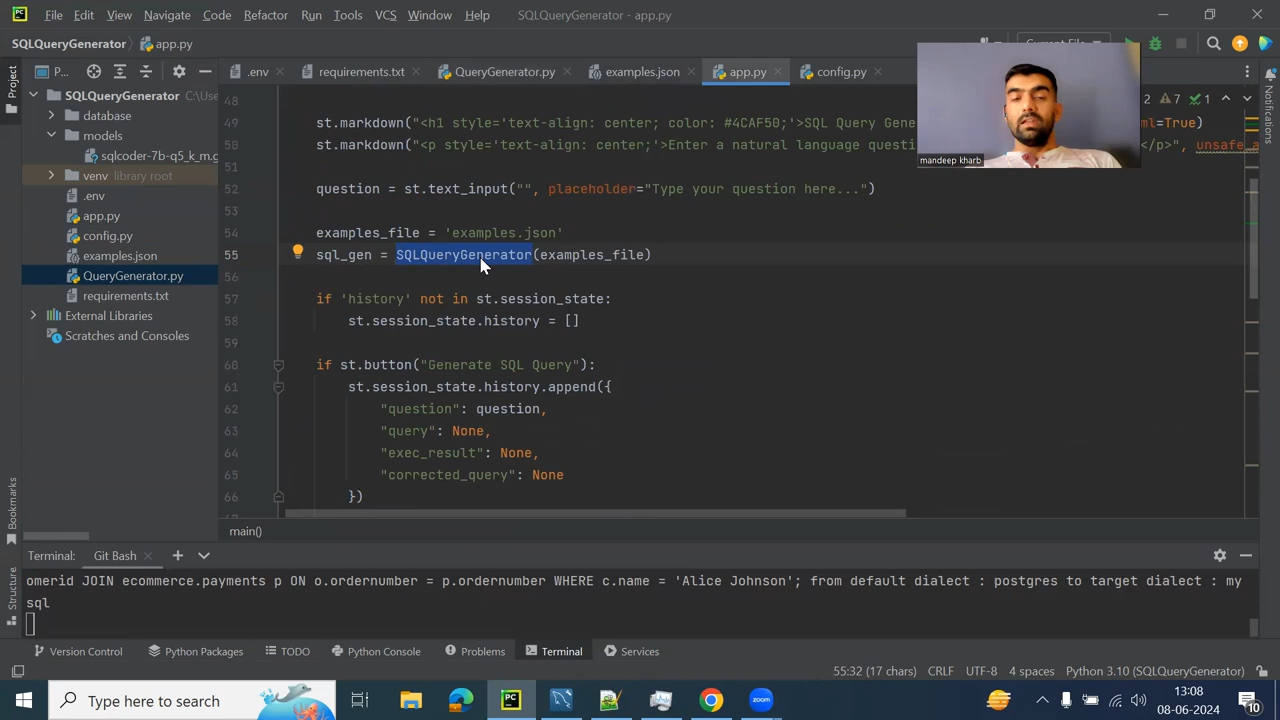 File Edit View Navigate Code Refactor Run Tools VCS Window Help SQLQueryGenerator - app.py
SQLQueryGenerator app.py Current File
Project
P... .env requirements.txt QueryGenerator.py examples.json app.py config.py
SQLQueryGenerator C:\Use
database
models
sqlcoder-7b-q5_k_m.g
venv library root
.env
app.py
config.py
examples.json
QueryGenerator.py
requirements.txt
External Libraries
Scratches and Consoles
48
49 st.markdown("<h1 style='text-align: center; color: #4CAF50;'>SQL Query Gene ml=True)
50 st.markdown("<p style='text-align: center;'>Enter a natural language question </p>", unsafe_a
51
52 question = st.text_input("", placeholder="Type your question here...")
53
54 examples_file = 'examples.json'
55 sql_gen = SQLQueryGenerator(examples_file)
56
57 if 'history' not in st.session_state:
58 st.session_state.history = []
59
60 if st.button("Generate SQL Query"):
61 st.session_state.history.append({
62 "question": question,
63 "query": None,
64 "exec_result": None,
65 "corrected_query": None
66 })
main()
2 7 1
Notifications
mandeep kharb
Bookmarks
Structure
Terminal: Git Bash
omerid JOIN ecommerce.payments p ON o.ordernumber = p.ordernumber WHERE c.name = 'Alice Johnson'; from default dialect : postgres to target dialect : my
sql
Version Control Python Packages TODO Python Console Problems Terminal Services
55:32 (17 chars) CRLF UTF-8 4 spaces Python 3.10 (SQLQueryGenerator)
Type here to search
13:08
08-06-2024
10